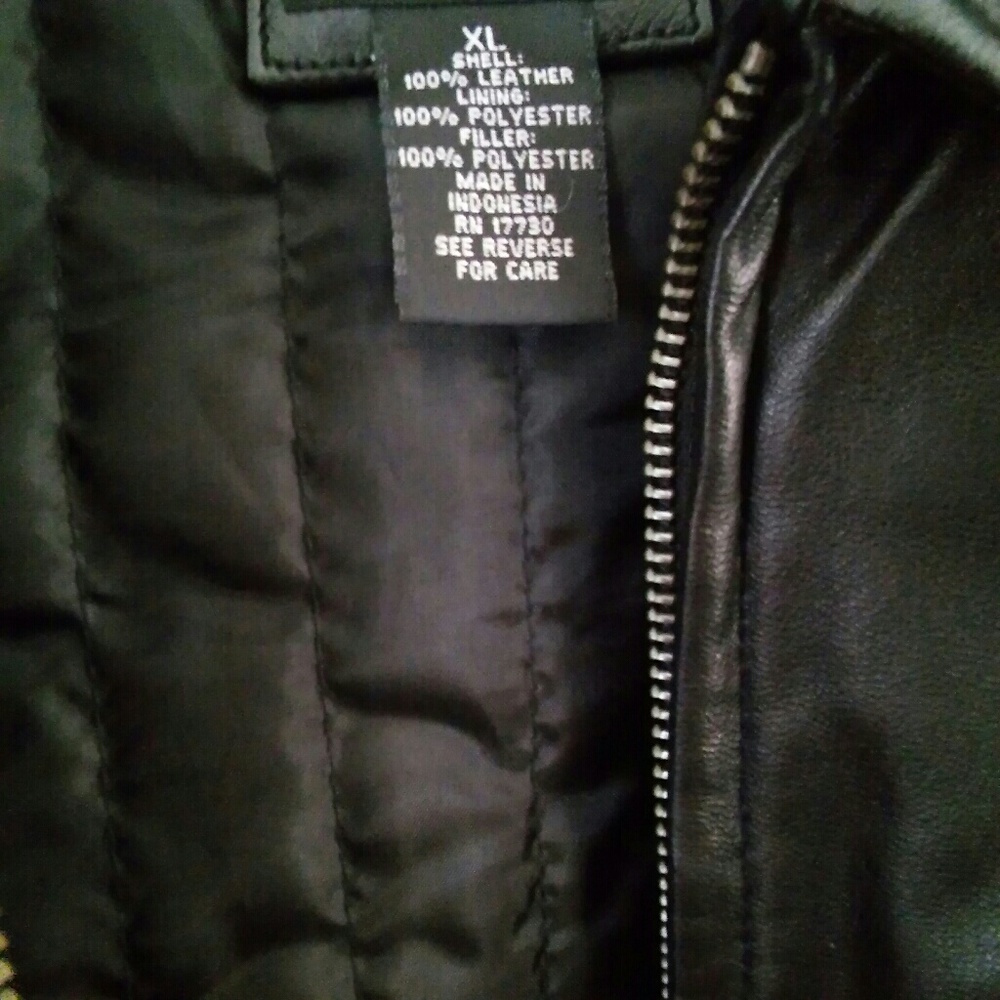 XL
SHELL:
100% LEATHER
LINING:
100% POLYESTER
FILLER:
100% POLYESTER
MADE IN
INDONESIA
RN 17730
SEE REVERSE
FOR CARE